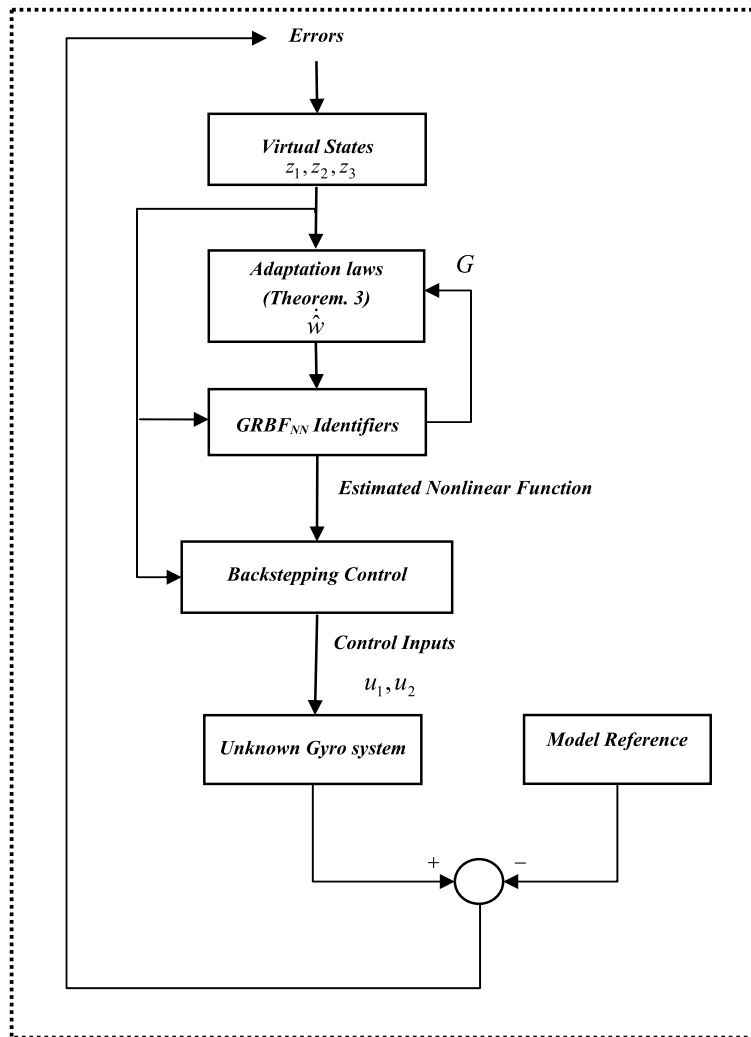 Errors
Virtual States
z₁, z₂, z₃
Adaptation laws
(Theorem. 3)
ŵ̇
G
GRBF_NN Identifiers
Estimated Nonlinear Function
Backstepping Control
Control Inputs
u₁, u₂
Unknown Gyro system
Model Reference
+
−